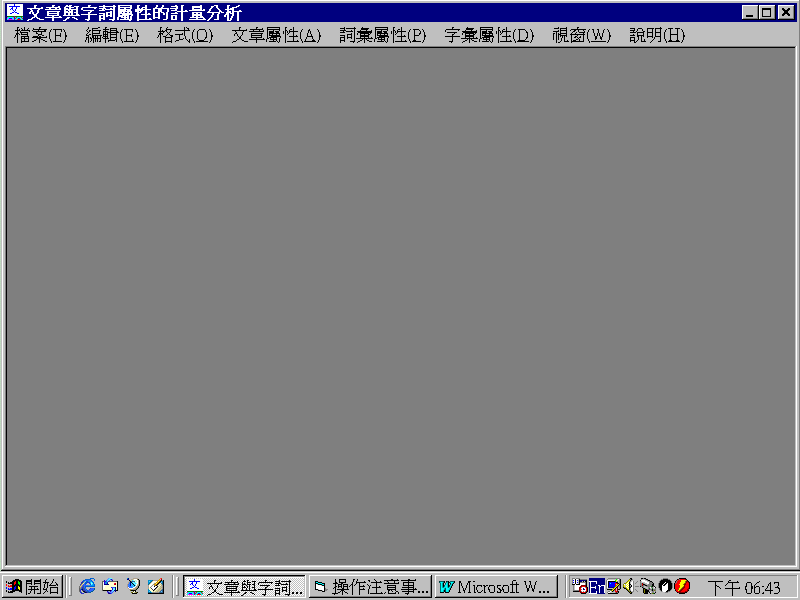 文章與字詞屬性的計量分析
檔案(F) 編輯(E) 格式(O) 文章屬性(A) 詞彙屬性(P) 字彙屬性(D) 視窗(W) 說明(H)
開始 文章與字詞... 操作注意事... Microsoft W... En 下午 06:43